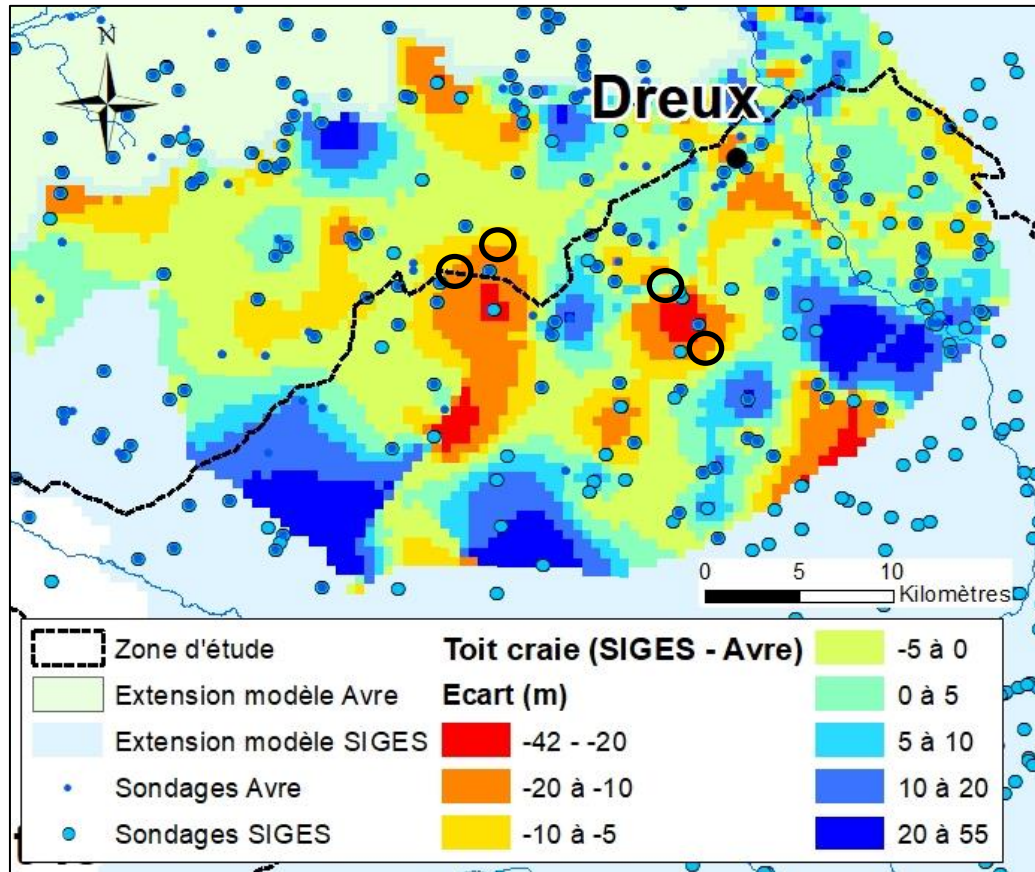 N
Dreux
0 5 10
Kilomètres
Zone d'étude
Extension modèle Avre
Extension modèle SIGES
Sondages Avre
Sondages SIGES
Toit craie (SIGES - Avre)
Ecart (m)
-42 - -20
-20 à -10
-10 à -5
-5 à 0
0 à 5
5 à 10
10 à 20
20 à 55